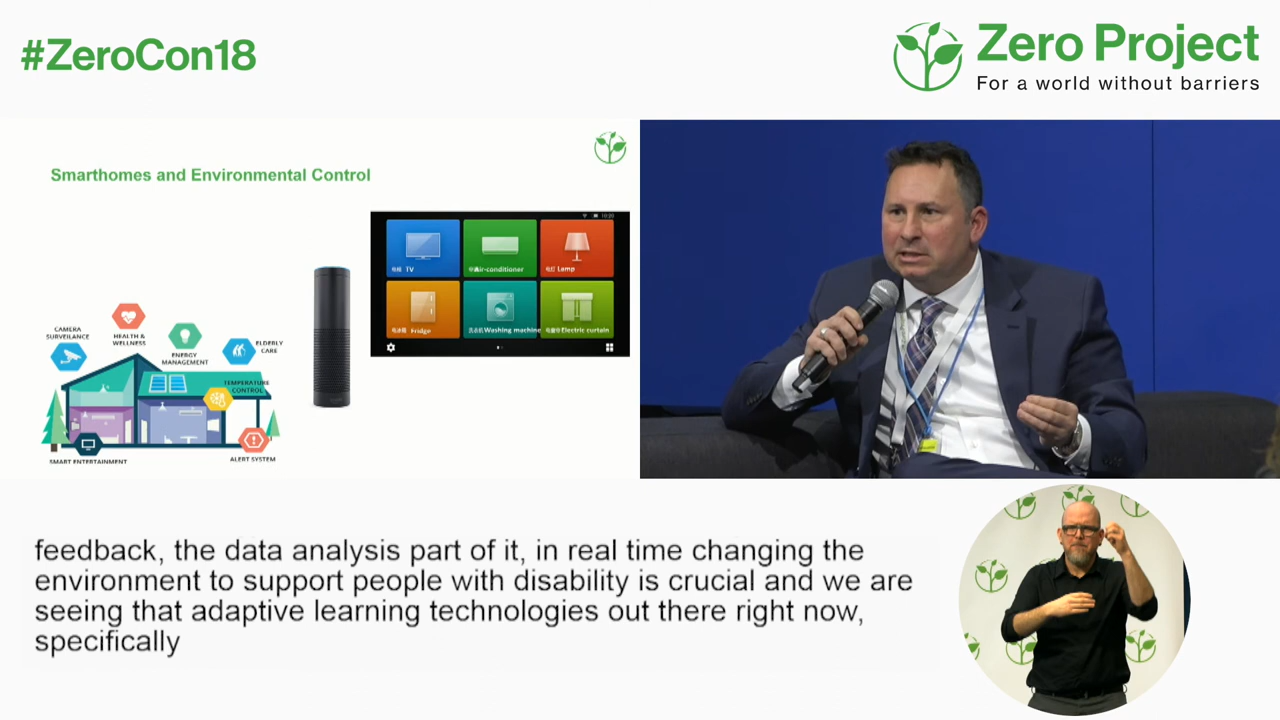 #ZeroCon18
Zero Project
For a world without barriers
Smarthomes and Environmental Control
10:20
TV
Air-conditioner
Lamp
Fridge
Washing machine
Electric curtain
CAMERA
SURVEILANCE
HEALTH &
WELLNESS
ENERGY
MANAGEMENT
ELDERLY
CARE
TEMPERATURE
CONTROL
SMART ENTERTAINMENT
ALERT SYSTEM
feedback, the data analysis part of it, in real time changing the
environment to support people with disability is crucial and we are
seeing that adaptive learning technologies out there right now,
specifically